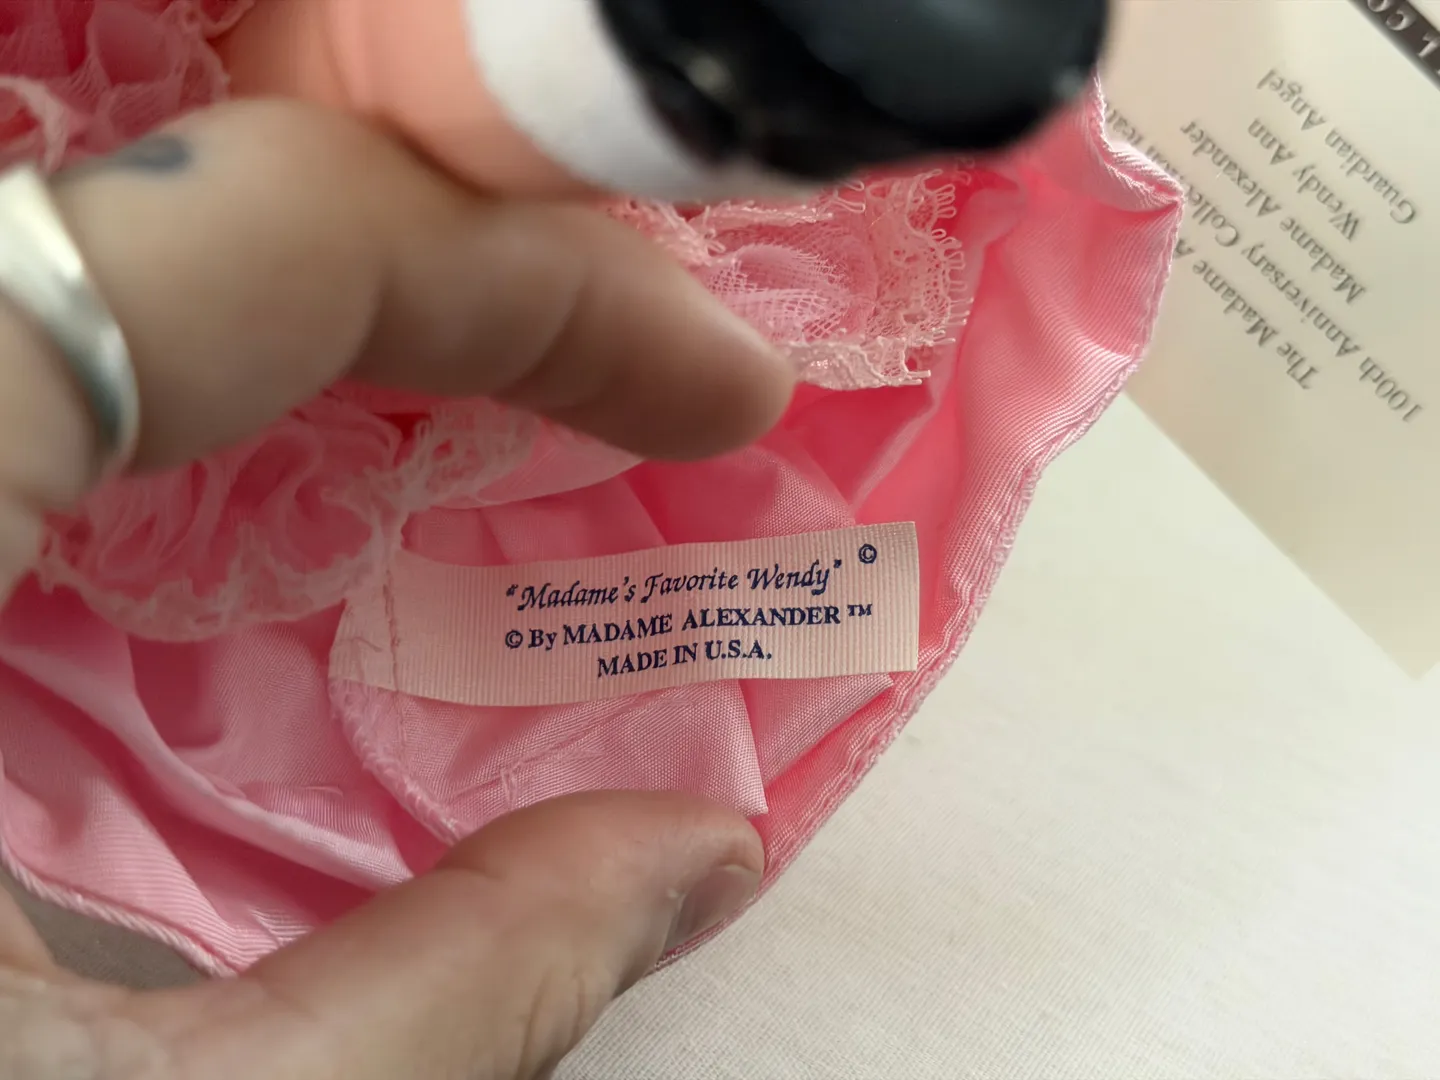 "Madame's Favorite Wendy" ©
© By MADAME ALEXANDER ™
MADE IN U.S.A.
The Madame
100th Anniversary
Madame Alexander
Wendy Ann
Guardian Angel